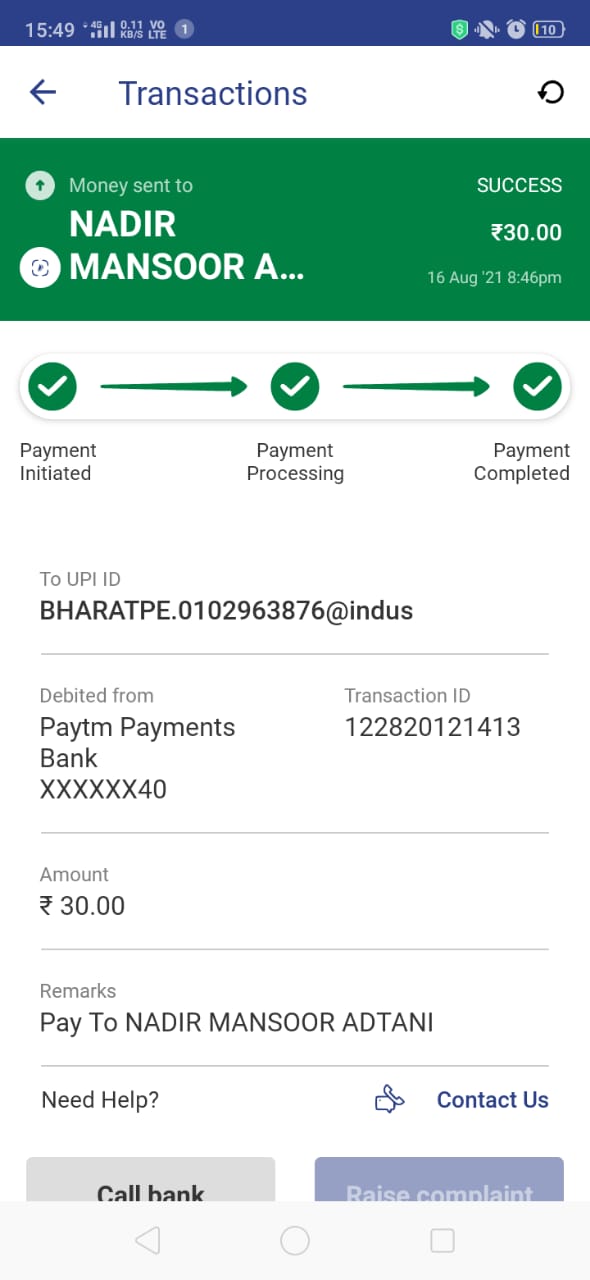 15:49 4G 0.11 KB/S VO LTE 1 10
Transactions
Money sent to SUCCESS
NADIR ₹30.00
MANSOOR A...
16 Aug '21 8:46pm
Payment Payment Payment
Initiated Processing Completed
To UPI ID
BHARATPE.0102963876@indus
Debited from Transaction ID
Paytm Payments 122820121413
Bank
XXXXXX40
Amount
₹ 30.00
Remarks
Pay To NADIR MANSOOR ADTANI
Need Help? Contact Us
Call bank Raise complaint